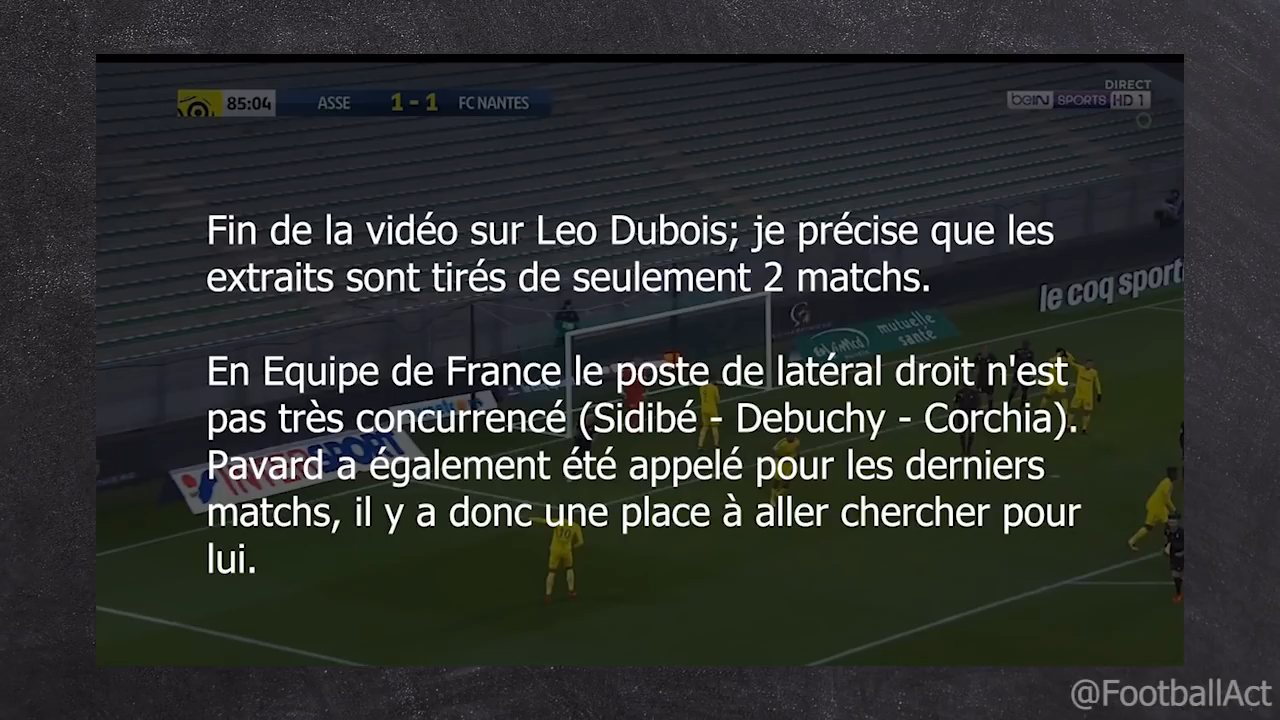 DIRECT
85:04 ASSE 1 - 1 FC NANTES
beIN SPORTS HD 1
Fin de la vidéo sur Leo Dubois; je précise que les
extraits sont tirés de seulement 2 matchs.
le coq sport
mutuelle
santé
En Equipe de France le poste de latéral droit n'est
pas très concurrencé (Sidibé - Debuchy - Corchia).
Pavard a également été appelé pour les derniers
INTERSPORT
matchs, il y a donc une place à aller chercher pour
lui.
@FootballAct